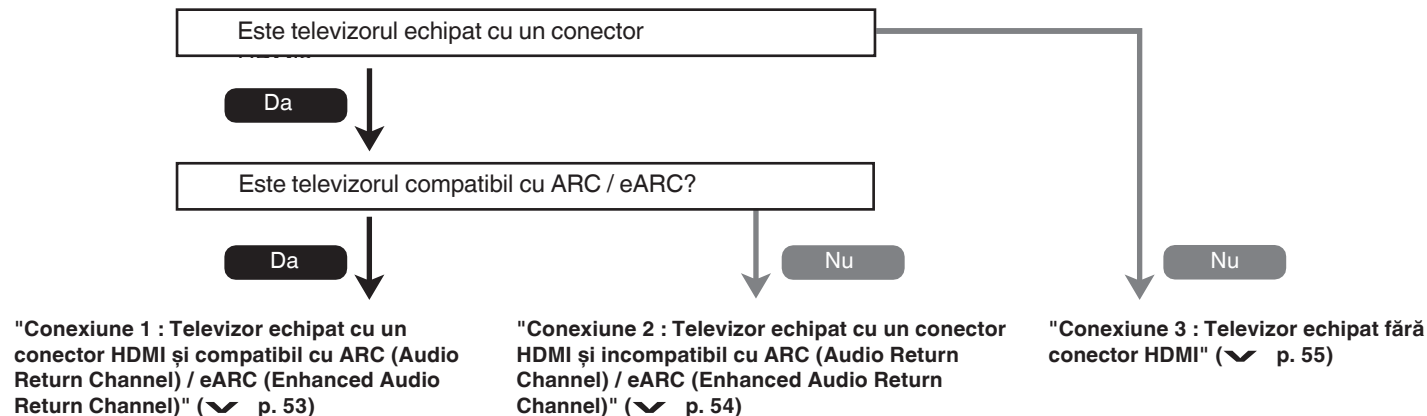 Este televizorul echipat cu un conector
Da
Este televizorul compatibil cu ARC / eARC?
Da
Nu
Nu
"Conexiune 1 : Televizor echipat cu un
conector HDMI și compatibil cu ARC (Audio
Return Channel) / eARC (Enhanced Audio
Return Channel)" ( p. 53)
"Conexiune 2 : Televizor echipat cu un conector
HDMI și incompatibil cu ARC (Audio Return
Channel) / eARC (Enhanced Audio Return
Channel)" ( p. 54)
"Conexiune 3 : Televizor echipat fără
conector HDMI" ( p. 55)